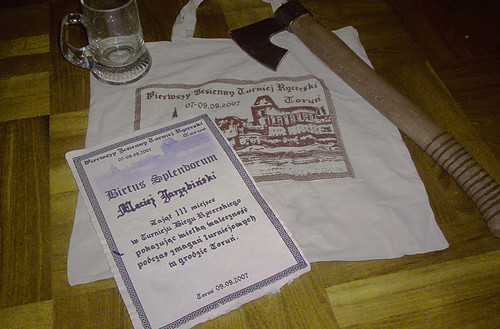 Pierwszy Jesienny Turniej Rycerski
07-09.09.2007
Toruń
Pierwszy Jesienny Turniej Rycerski
07-09.09.2007
Toruń
Virtus Splendorum
Maciej Jarzębiński
Zajął III miejsce
w Turnieju Biegu Rycerskiego
pokazując wielką waleczność
podczas zmagań turniejowych
w grodzie Toruń.
Toruń 09.09.2007